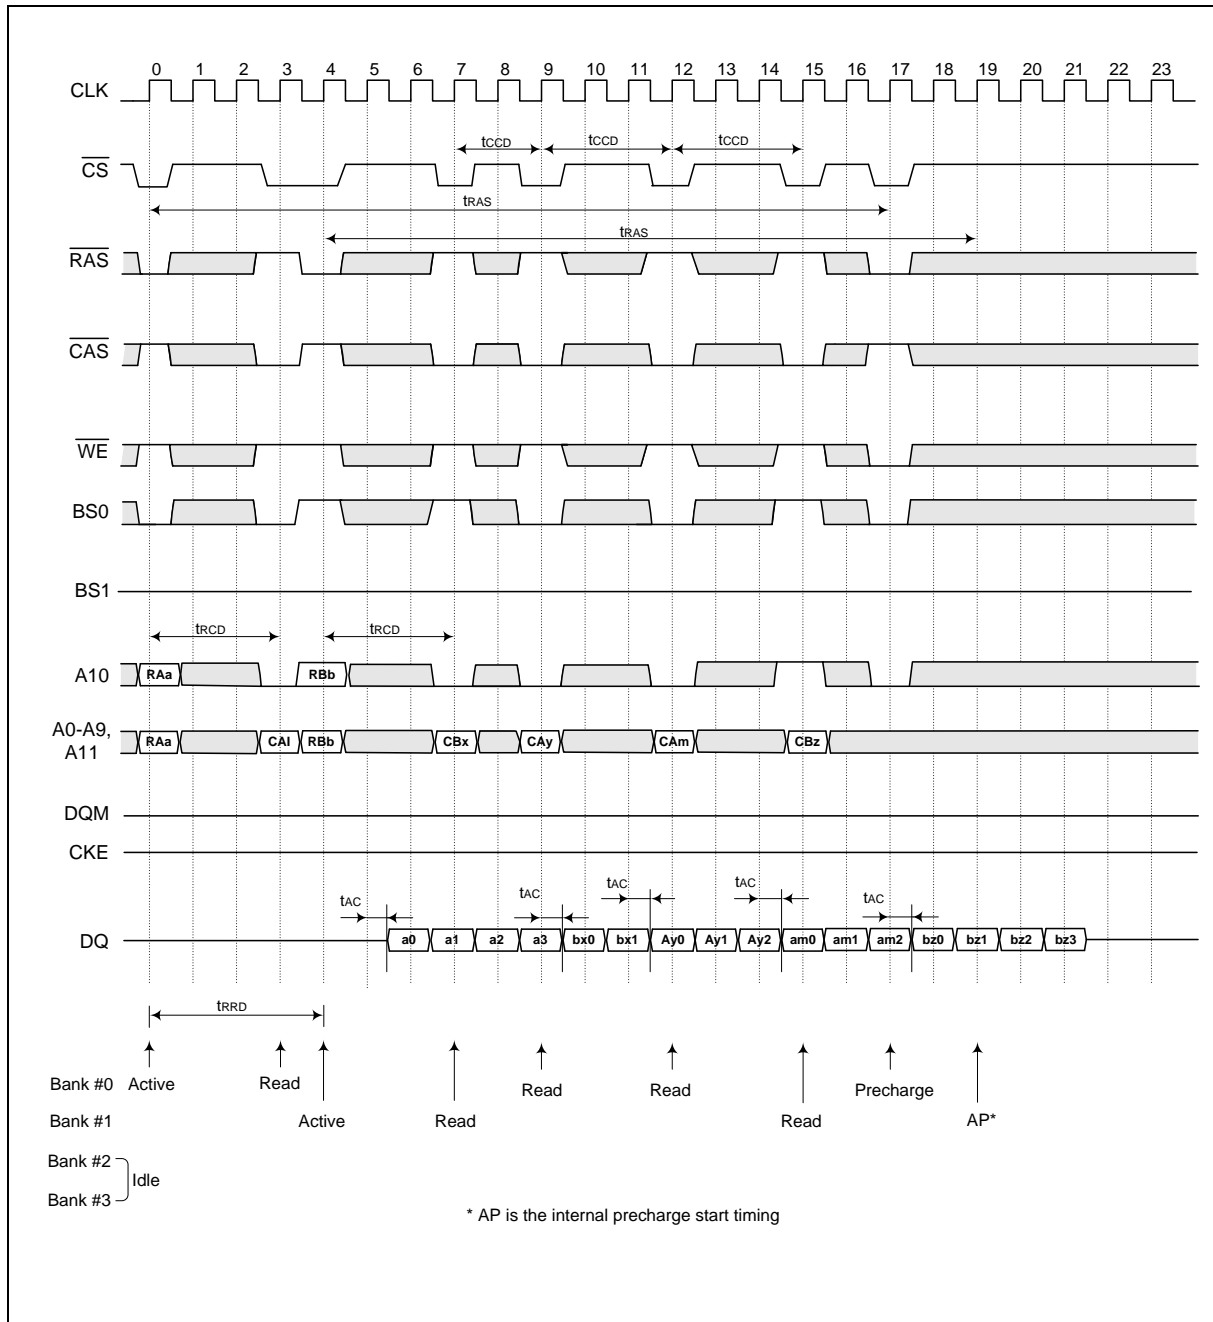 0 1 2 3 4 5 6 7 8 9 10 11 12 13 14 15 16 17 18 19 20 21 22 23
CLK
tCCD tCCD tCCD
CS
tRAS
tRAS
RAS
CAS
WE
BS0
BS1
tRCD tRCD
A10 RAa RBb
A0-A9,
A11
RAa CAl RBb CBx CAy CAm CBz
DQM
CKE
tAC tAC tAC tAC tAC
DQ a0 a1 a2 a3 bx0 bx1 Ay0 Ay1 Ay2 am0 am1 am2 bz0 bz1 bz2 bz3
tRRD
Bank #0 Active Read Read Read Precharge
Bank #1 Active Read Read AP*
Bank #2
Idle
Bank #3
* AP is the internal precharge start timing